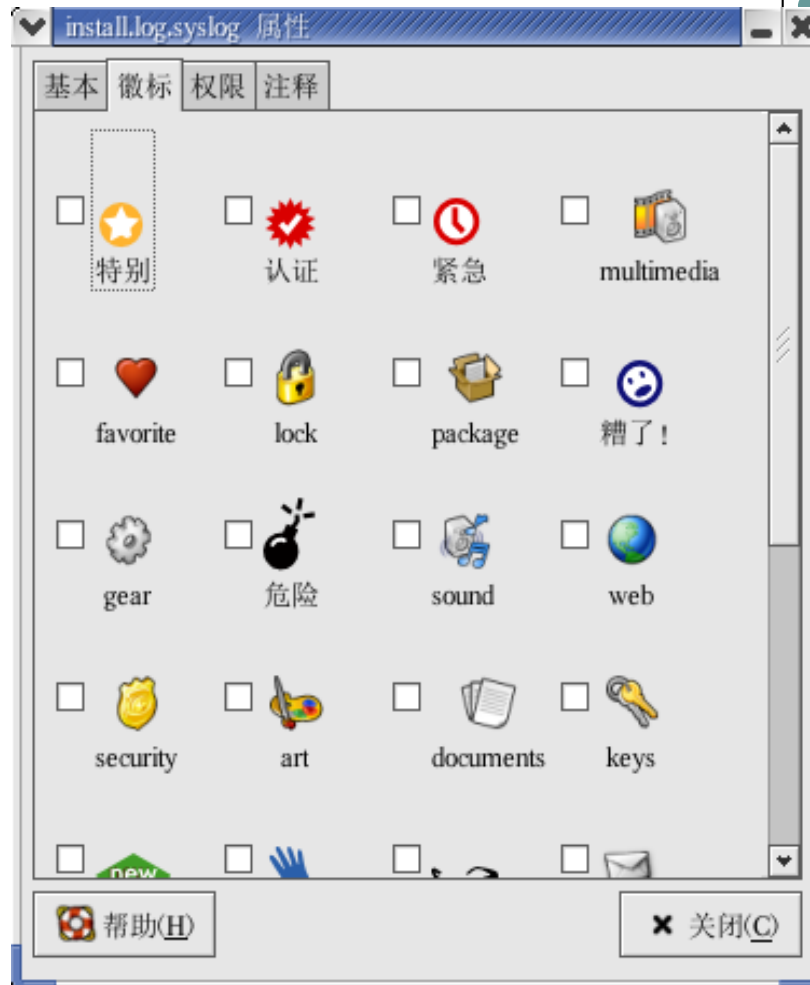 install.log.syslog 属性
基本 徽标 权限 注释
特别 认证 紧急 multimedia
favorite lock package 糟了!
gear 危险 sound web
security art documents keys
new
帮助(H) 关闭(C)